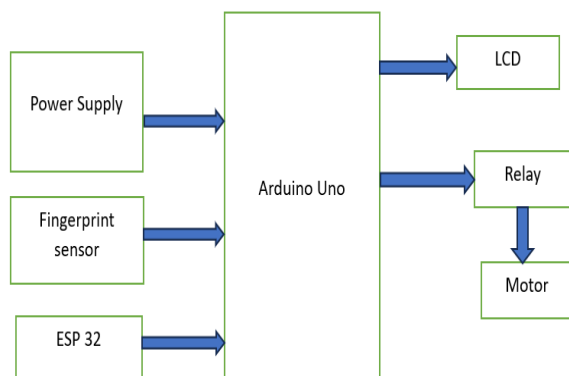 Power Supply
Fingerprint
sensor
ESP 32
Arduino Uno
LCD
Relay
Motor